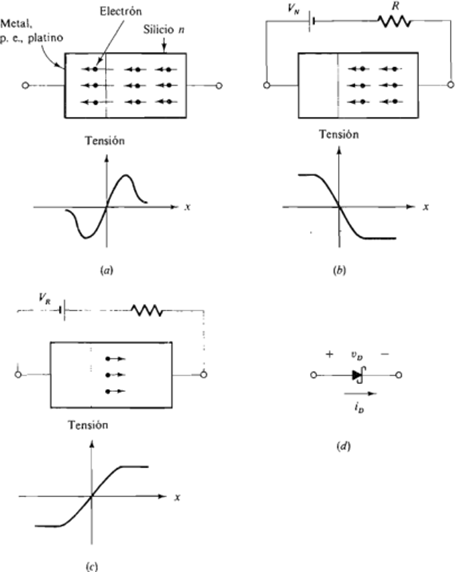 Metal,
p. e., platino
Electrón
Silicio n
Tensión
x
(a)
V_N
R
Tensión
x
(b)
V_R
Tensión
x
(c)
+ v_D −
i_D
(d)